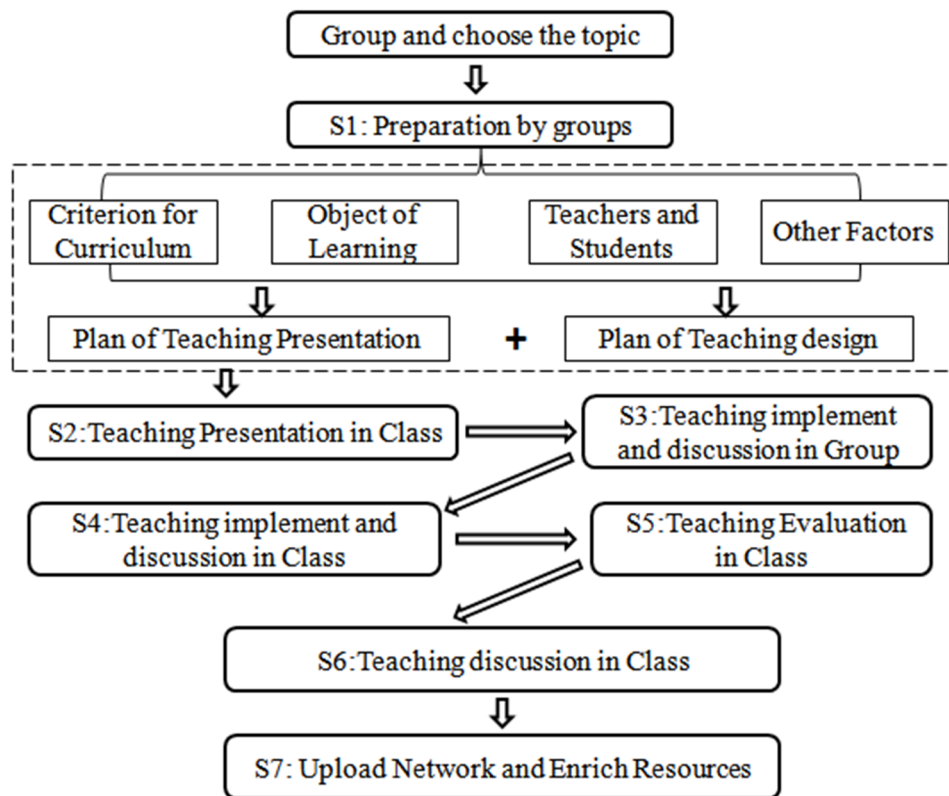 Group and choose the topic
S1: Preparation by groups
Criterion for
Curriculum
Object of
Learning
Teachers and
Students
Other Factors
Plan of Teaching Presentation
+
Plan of Teaching design
S2:Teaching Presentation in Class
S3:Teaching implement
and discussion in Group
S4:Teaching implement and
discussion in Class
S5:Teaching Evaluation
in Class
S6:Teaching discussion in Class
S7: Upload Network and Enrich Resources